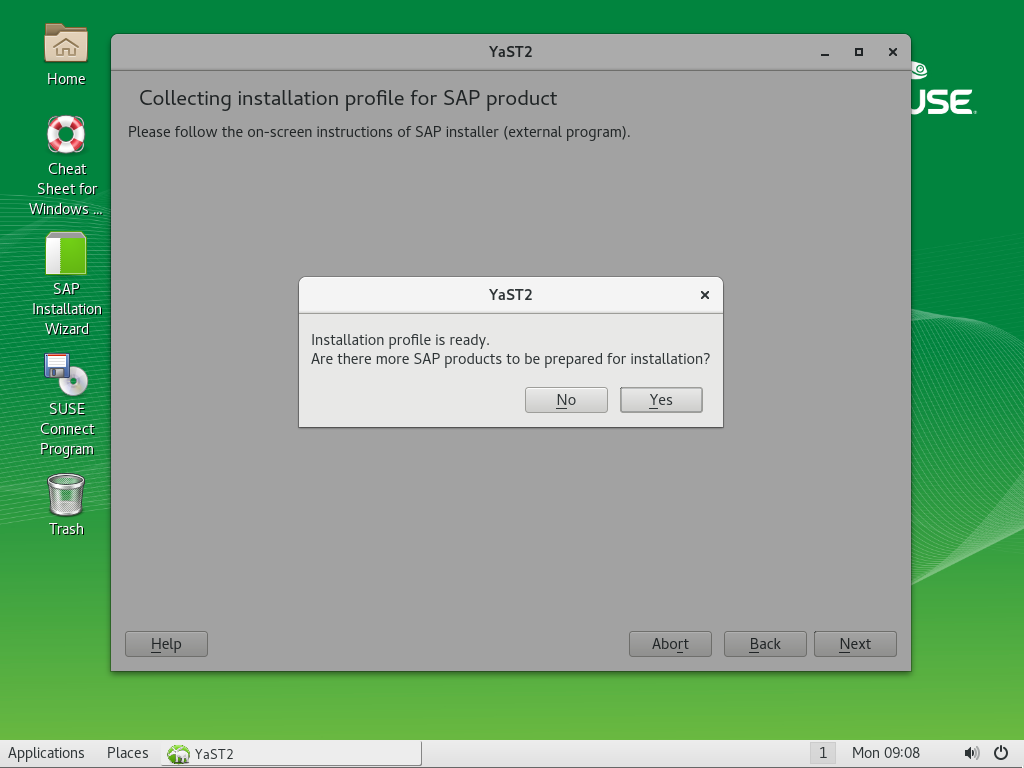 Home
Cheat
Sheet for
Windows ...
SAP
Installation
Wizard
SUSE
Connect
Program
Trash
YaST2
Collecting installation profile for SAP product
Please follow the on-screen instructions of SAP installer (external program).
YaST2
Installation profile is ready.
Are there more SAP products to be prepared for installation?
No Yes
Help Abort Back Next
Applications Places YaST2 1 Mon 09:08